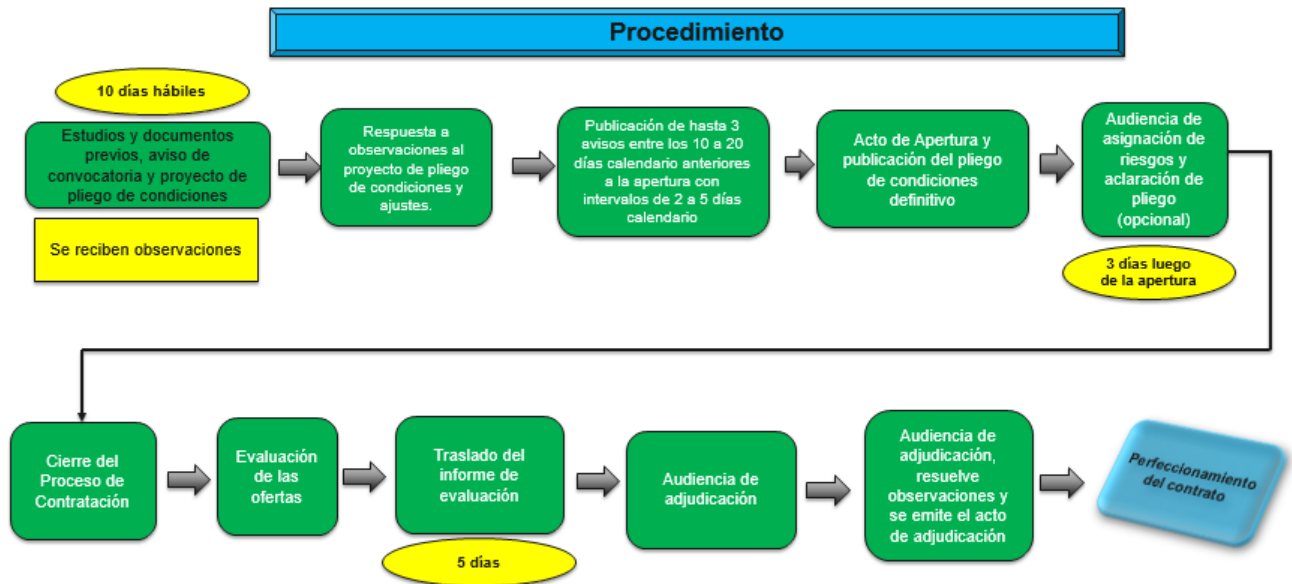 Procedimiento
10 días hábiles
Estudios y documentos
previos, aviso de
convocatoria y proyecto de
pliego de condiciones
Se reciben observaciones
Respuesta a
observaciones al
proyecto de pliego
de condiciones y
ajustes.
Publicación de hasta 3
avisos entre los 10 a 20
días calendario anteriores
a la apertura con
intervalos de 2 a 5 días
calendario
Acto de Apertura y
publicación del pliego
de condiciones
definitivo
Audiencia de
asignación de
riesgos y
aclaración de
pliego
(opcional)
3 días luego
de la apertura
Cierre del
Proceso de
Contratación
Evaluación
de las
ofertas
Traslado del
informe de
evaluación
5 días
Audiencia de
adjudicación
Audiencia de
adjudicación,
resuelve
observaciones y
se emite el acto
de adjudicación
Perfeccionamiento
del contrato